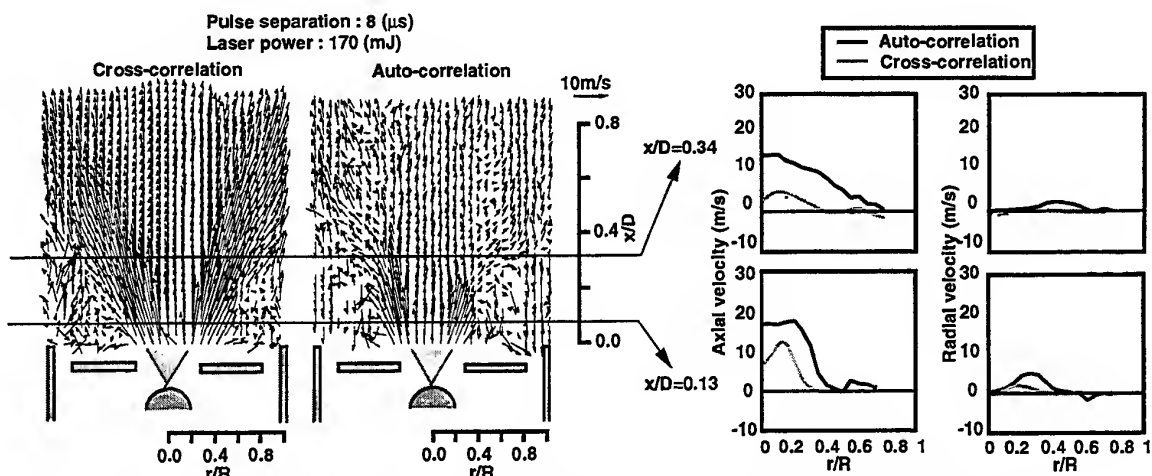 Pulse separation : 8 (μs)
Laser power : 170 (mJ)
Cross-correlation
Auto-correlation
10m/s
0.8
0.4
0.0
x/D
x/D=0.34
x/D=0.13
0.0 0.4 0.8
r/R
0.0 0.4 0.8
r/R
Auto-correlation
Cross-correlation
Axial velocity (m/s)
30
20
10
0
-10
30
20
10
0
-10
0 0.2 0.4 0.6 0.8 1
r/R
Radial velocity (m/s)
30
20
10
0
-10
30
20
10
0
-10
0 0.2 0.4 0.6 0.8 1
r/R